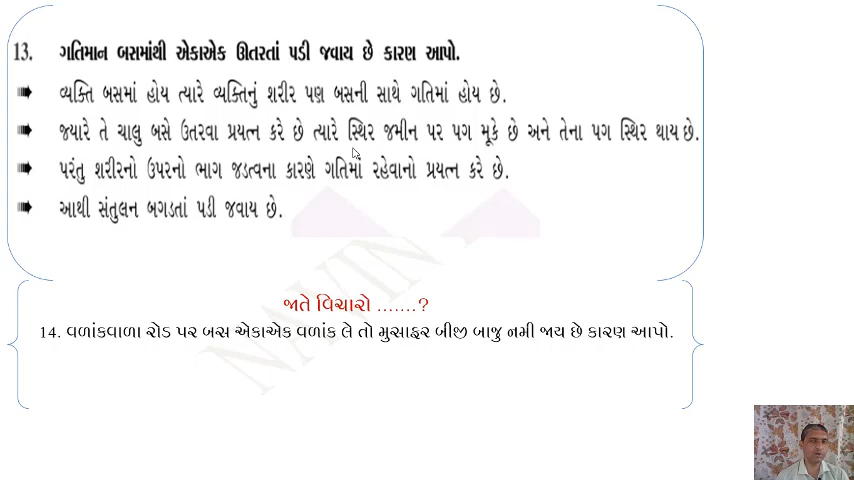 13. ગતિમાન બસમાંથી એકાએક ઊતરતાં પડી જવાય છે કારણ આપો.
વ્યક્તિ બસમાં હોય ત્યારે વ્યક્તિનું શરીર પણ બસની સાથે ગતિમાં હોય છે.
જ્યારે તે ચાલુ બસે ઉતરવા પ્રયત્ન કરે છે ત્યારે સ્થિર જમીન પર પગ મૂકે છે અને તેના પગ સ્થિર થાય છે.
પરંતુ શરીરનો ઉપરનો ભાગ જડત્વના કારણે ગતિમાં રહેવાનો પ્રયત્ન કરે છે.
આથી સંતુલન બગડતાં પડી જવાય છે.
જાતે વિચારો .......?
14. વળાંકવાળા રોડ પર બસ એકાએક વળાંક લે તો મુસાફર બીજી બાજુ નમી જાય છે કારણ આપો.
NAVIN